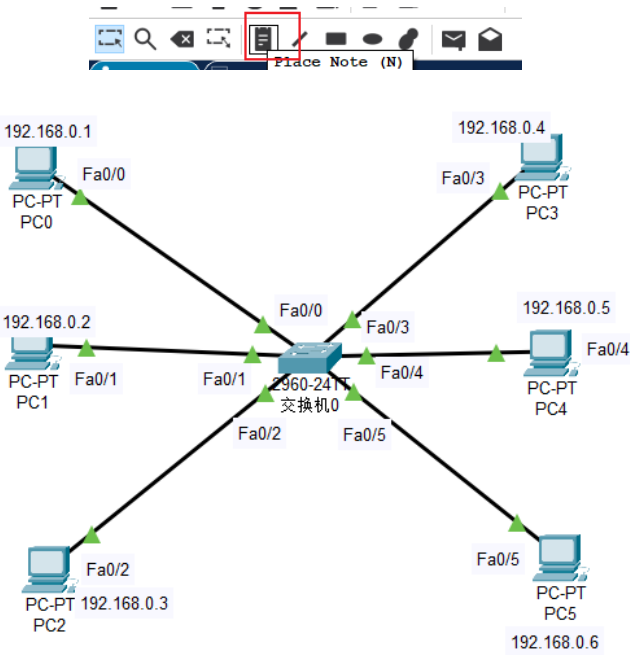 Place Note (N)
192.168.0.1
Fa0/0
PC-PT
PC0
192.168.0.4
Fa0/3
PC-PT
PC3
192.168.0.2
Fa0/1
PC-PT
PC1
Fa0/0
Fa0/3
Fa0/1
Fa0/4
2960-24TT
交换机0
Fa0/2
Fa0/5
192.168.0.5
Fa0/4
PC-PT
PC4
Fa0/2
PC-PT
PC2
192.168.0.3
Fa0/5
PC-PT
PC5
192.168.0.6